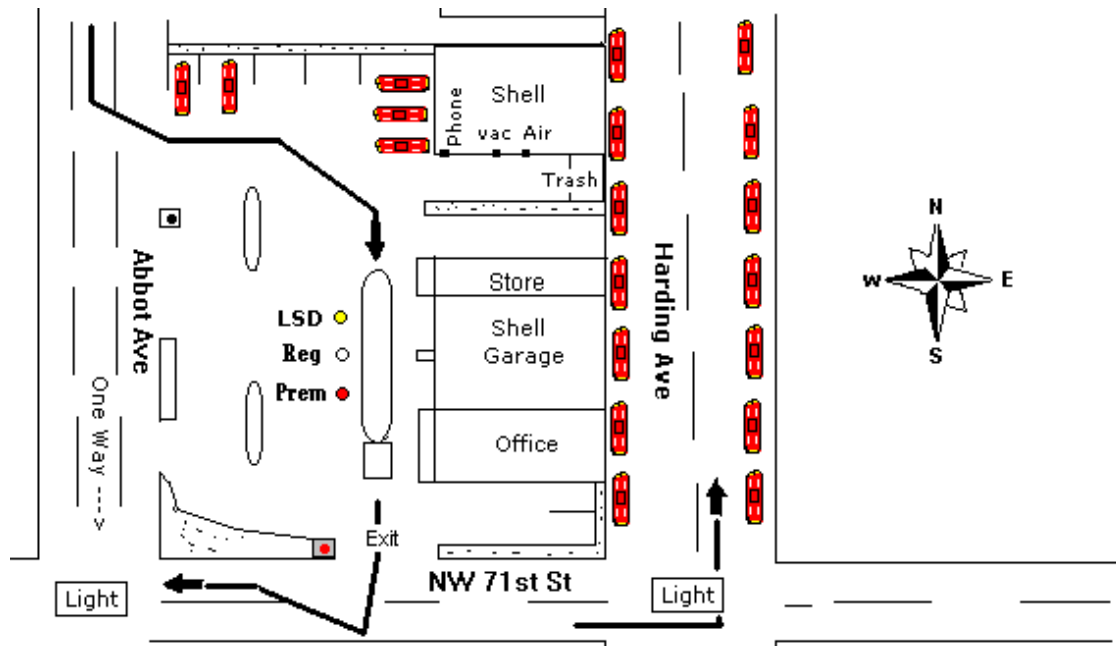 Shell
Phone
vac Air
Trash
N
W
E
S
Abbot Ave
One Way --->
LSD
Reg
Prem
Store
Shell
Garage
Office
Harding Ave
Exit
NW 71st St
Light
Light